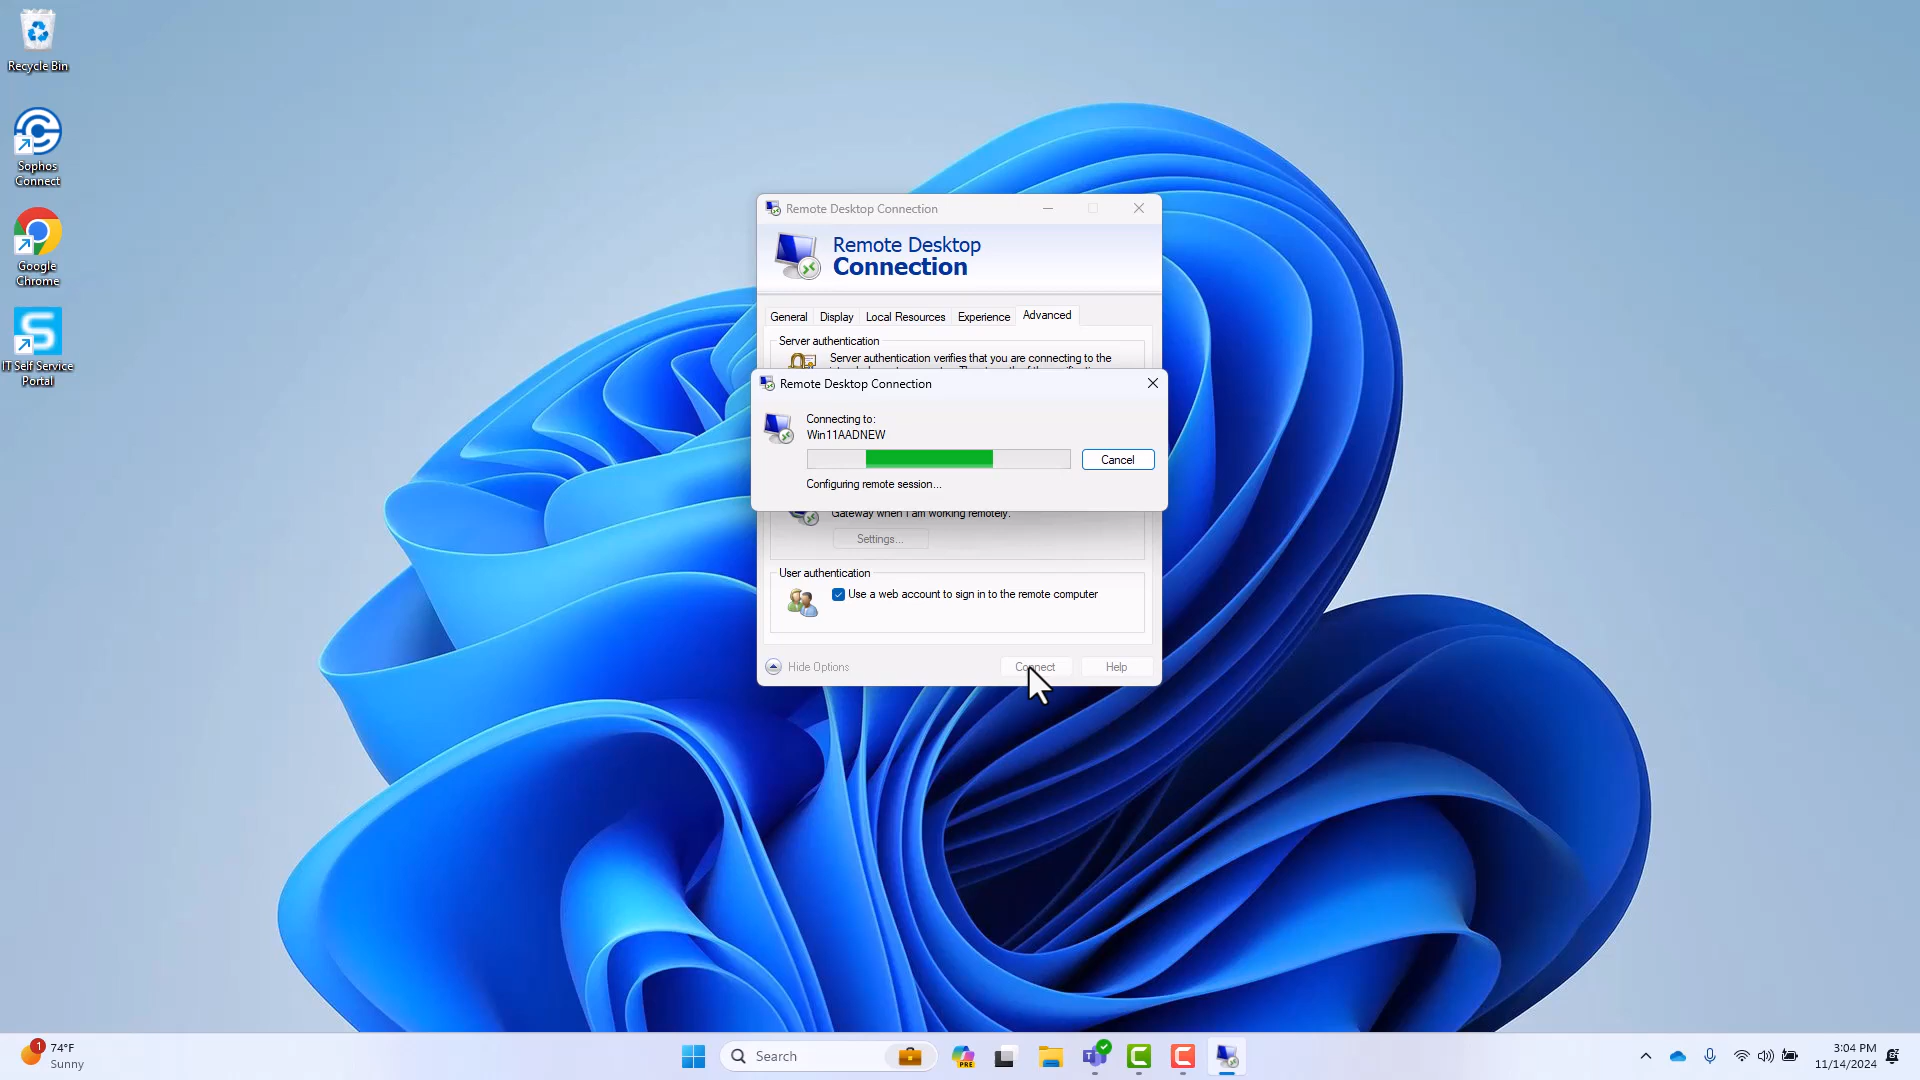 Recycle Bin
Sophos
Connect
Google
Chrome
IT Self Service
Portal
Remote Desktop Connection
Remote Desktop
Connection
General
Display
Local Resources
Experience
Advanced
Server authentication
Server authentication verifies that you are connecting to the
Remote Desktop Connection
Connecting to:
Win11AADNEW
Cancel
Configuring remote session...
Gateway when I am working remotely.
Settings...
User authentication
Use a web account to sign in to the remote computer
Hide Options
Connect
Help
1
74°F
Sunny
Search
PRE
3:04 PM
11/14/2024